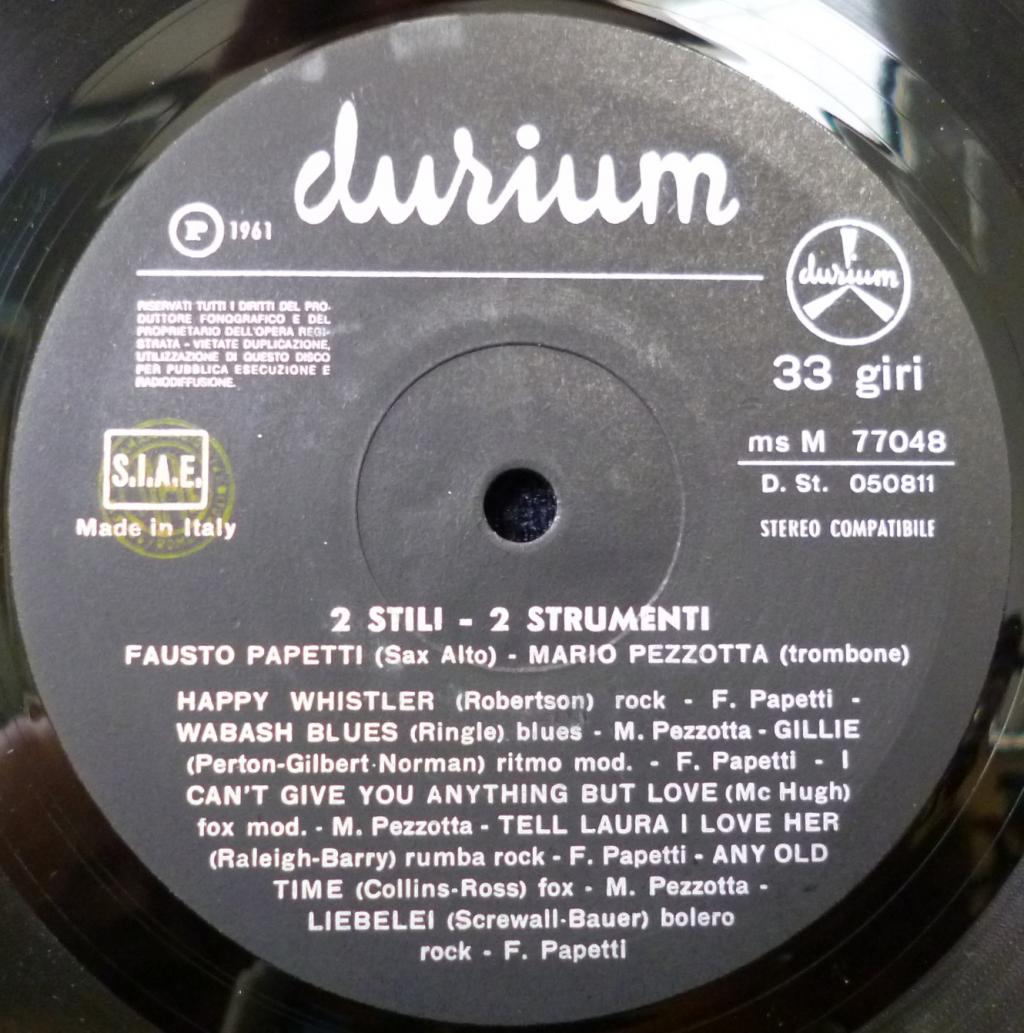 durium
P 1961
durium
RISERVATI TUTTI I DIRITTI DEL PRO-
DUTTORE FONOGRAFICO E DEL
PROPRIETARIO DELL'OPERA REGI-
STRATA - VIETATE DUPLICAZIONE,
UTILIZZAZIONE DI QUESTO DISCO
PER PUBBLICA ESECUZIONE E
RADIODIFFUSIONE.
33 giri
ms M 77048
D. St. 050811
STEREO COMPATIBILE
S.I.A.E.
Made in Italy
2 STILI - 2 STRUMENTI
FAUSTO PAPETTI (Sax Alto) - MARIO PEZZOTTA (trombone)
HAPPY WHISTLER (Robertson) rock - F. Papetti -
WABASH BLUES (Ringle) blues - M. Pezzotta - GILLIE
(Perton-Gilbert-Norman) ritmo mod. - F. Papetti - I
CAN'T GIVE YOU ANYTHING BUT LOVE (Mc Hugh)
fox mod. - M. Pezzotta - TELL LAURA I LOVE HER
(Raleigh-Barry) rumba rock - F. Papetti - ANY OLD
TIME (Collins-Ross) fox - M. Pezzotta -
LIEBELEI (Screwall-Bauer) bolero
rock - F. Papetti